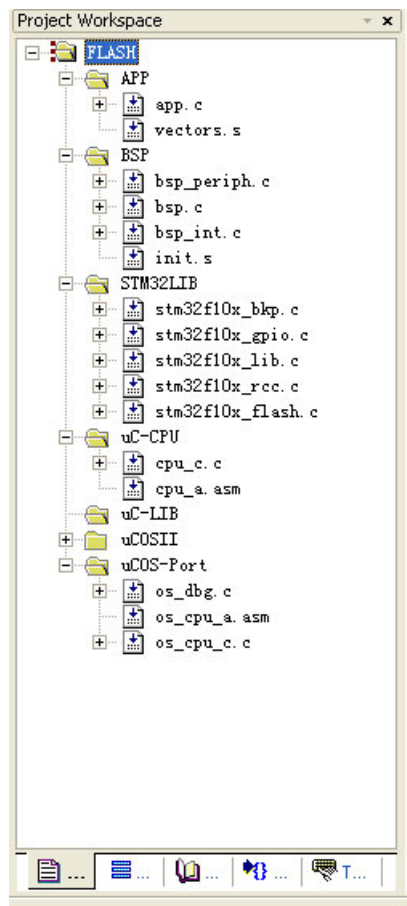 Project Workspace
FLASH
APP
app.c
vectors.s
BSP
bsp_periph.c
bsp.c
bsp_int.c
init.s
STM32LIB
stm32f10x_bkp.c
stm32f10x_gpio.c
stm32f10x_lib.c
stm32f10x_rcc.c
stm32f10x_flash.c
uC-CPU
cpu_c.c
cpu_a.asm
uC-LIB
uCOSII
uCOS-Port
os_dbg.c
os_cpu_a.asm
os_cpu_c.c
... ... ... {} ... T...